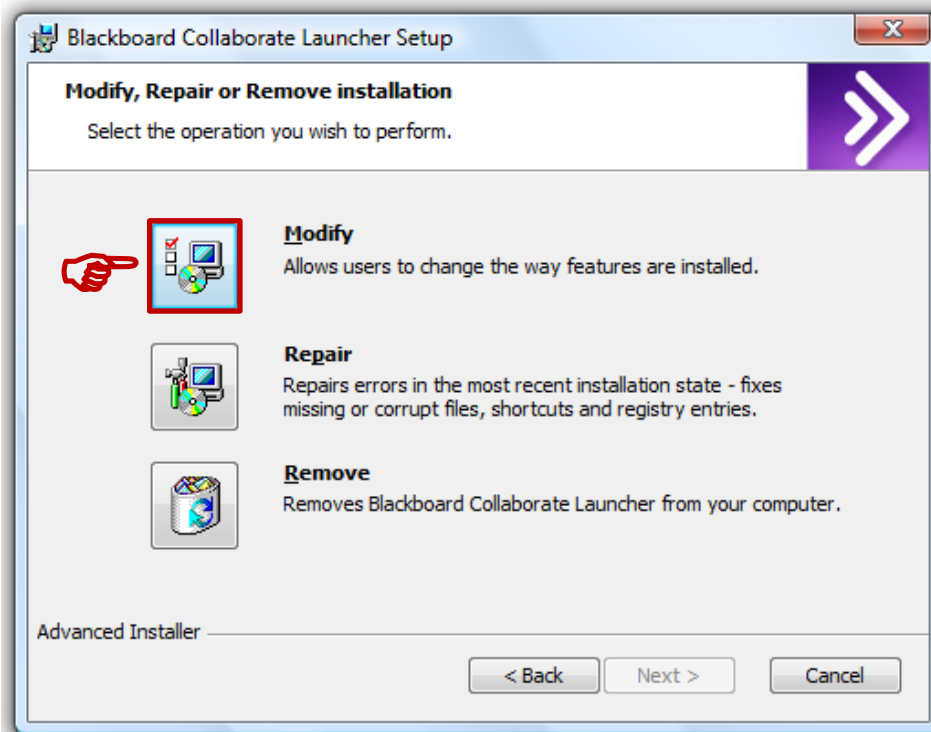 Blackboard Collaborate Launcher Setup
Modify, Repair or Remove installation
Select the operation you wish to perform.
Modify
Allows users to change the way features are installed.
Repair
Repairs errors in the most recent installation state - fixes
missing or corrupt files, shortcuts and registry entries.
Remove
Removes Blackboard Collaborate Launcher from your computer.
Advanced Installer
< Back
Next >
Cancel